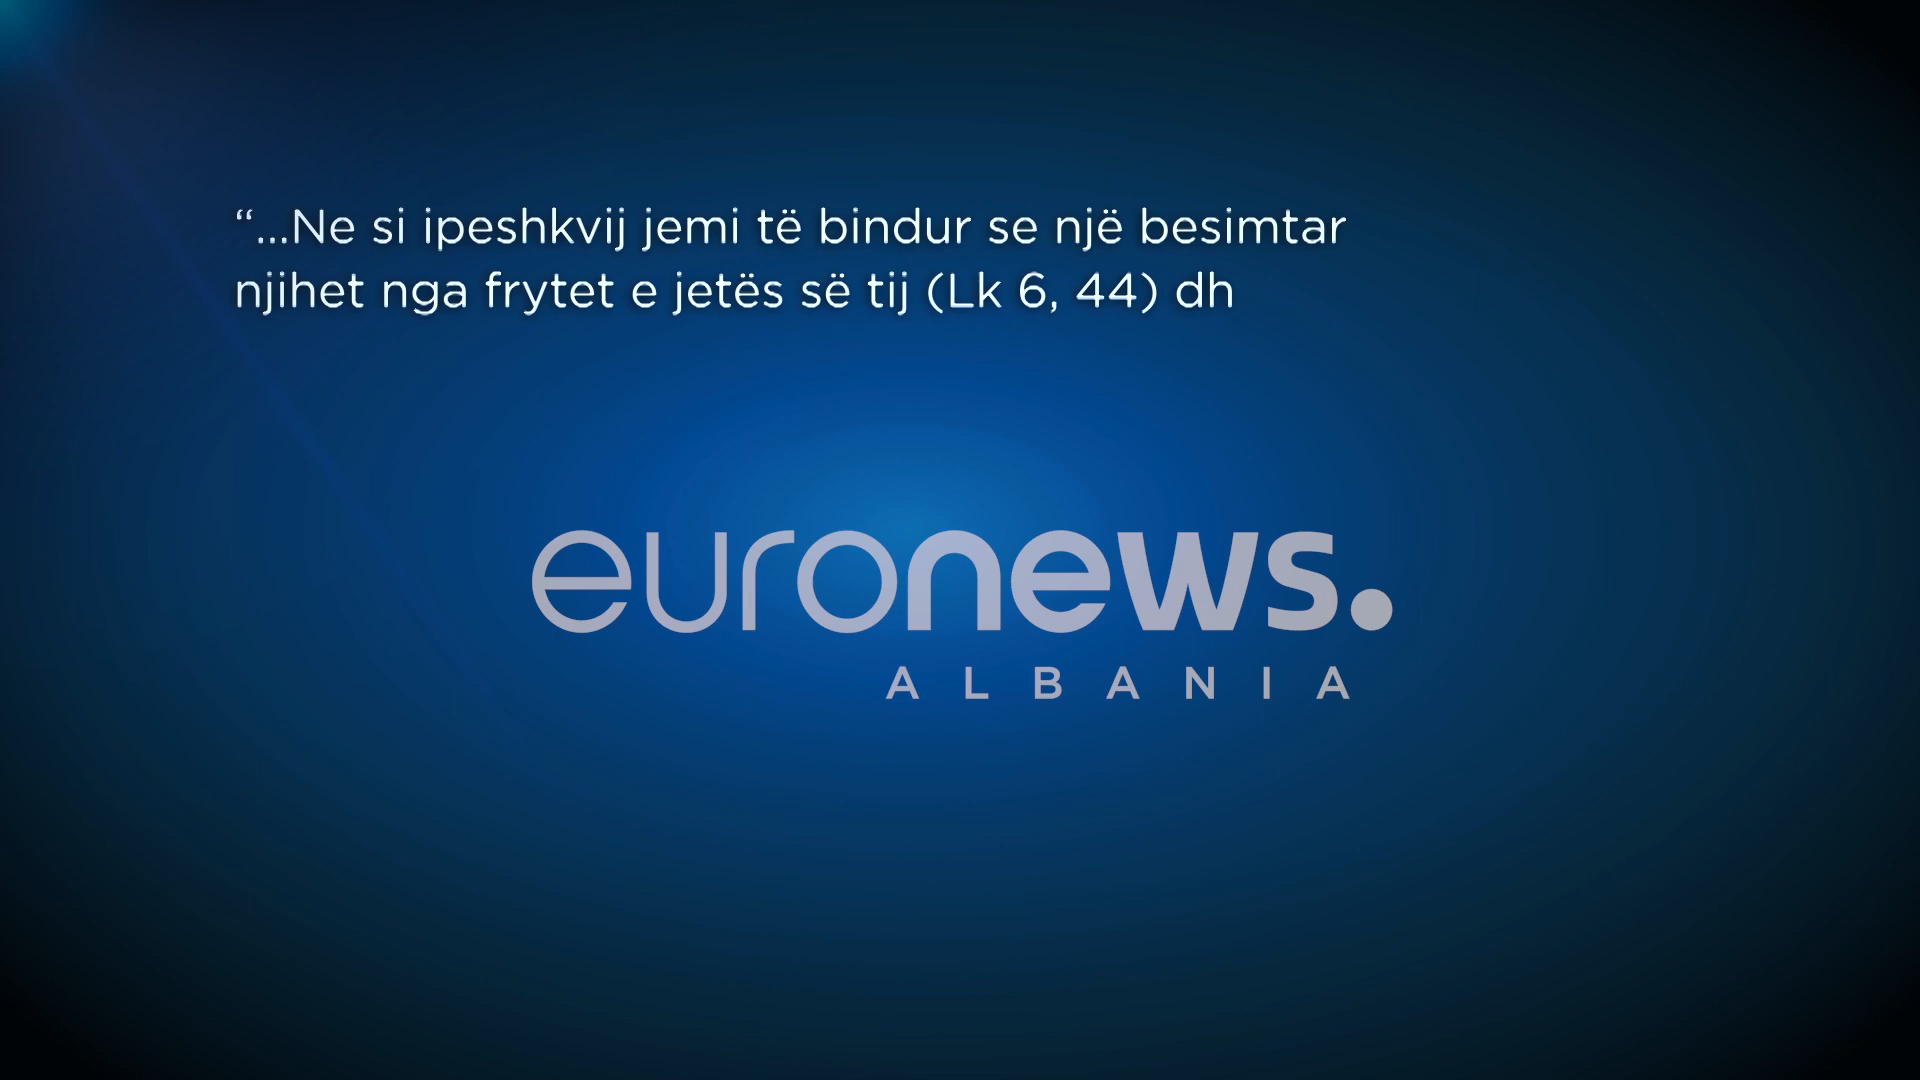 “...Ne si ipeshkvij jemi të bindur se një besimtar
njihet nga frytet e jetës së tij (Lk 6, 44) dh
euronews.
ALBANIA